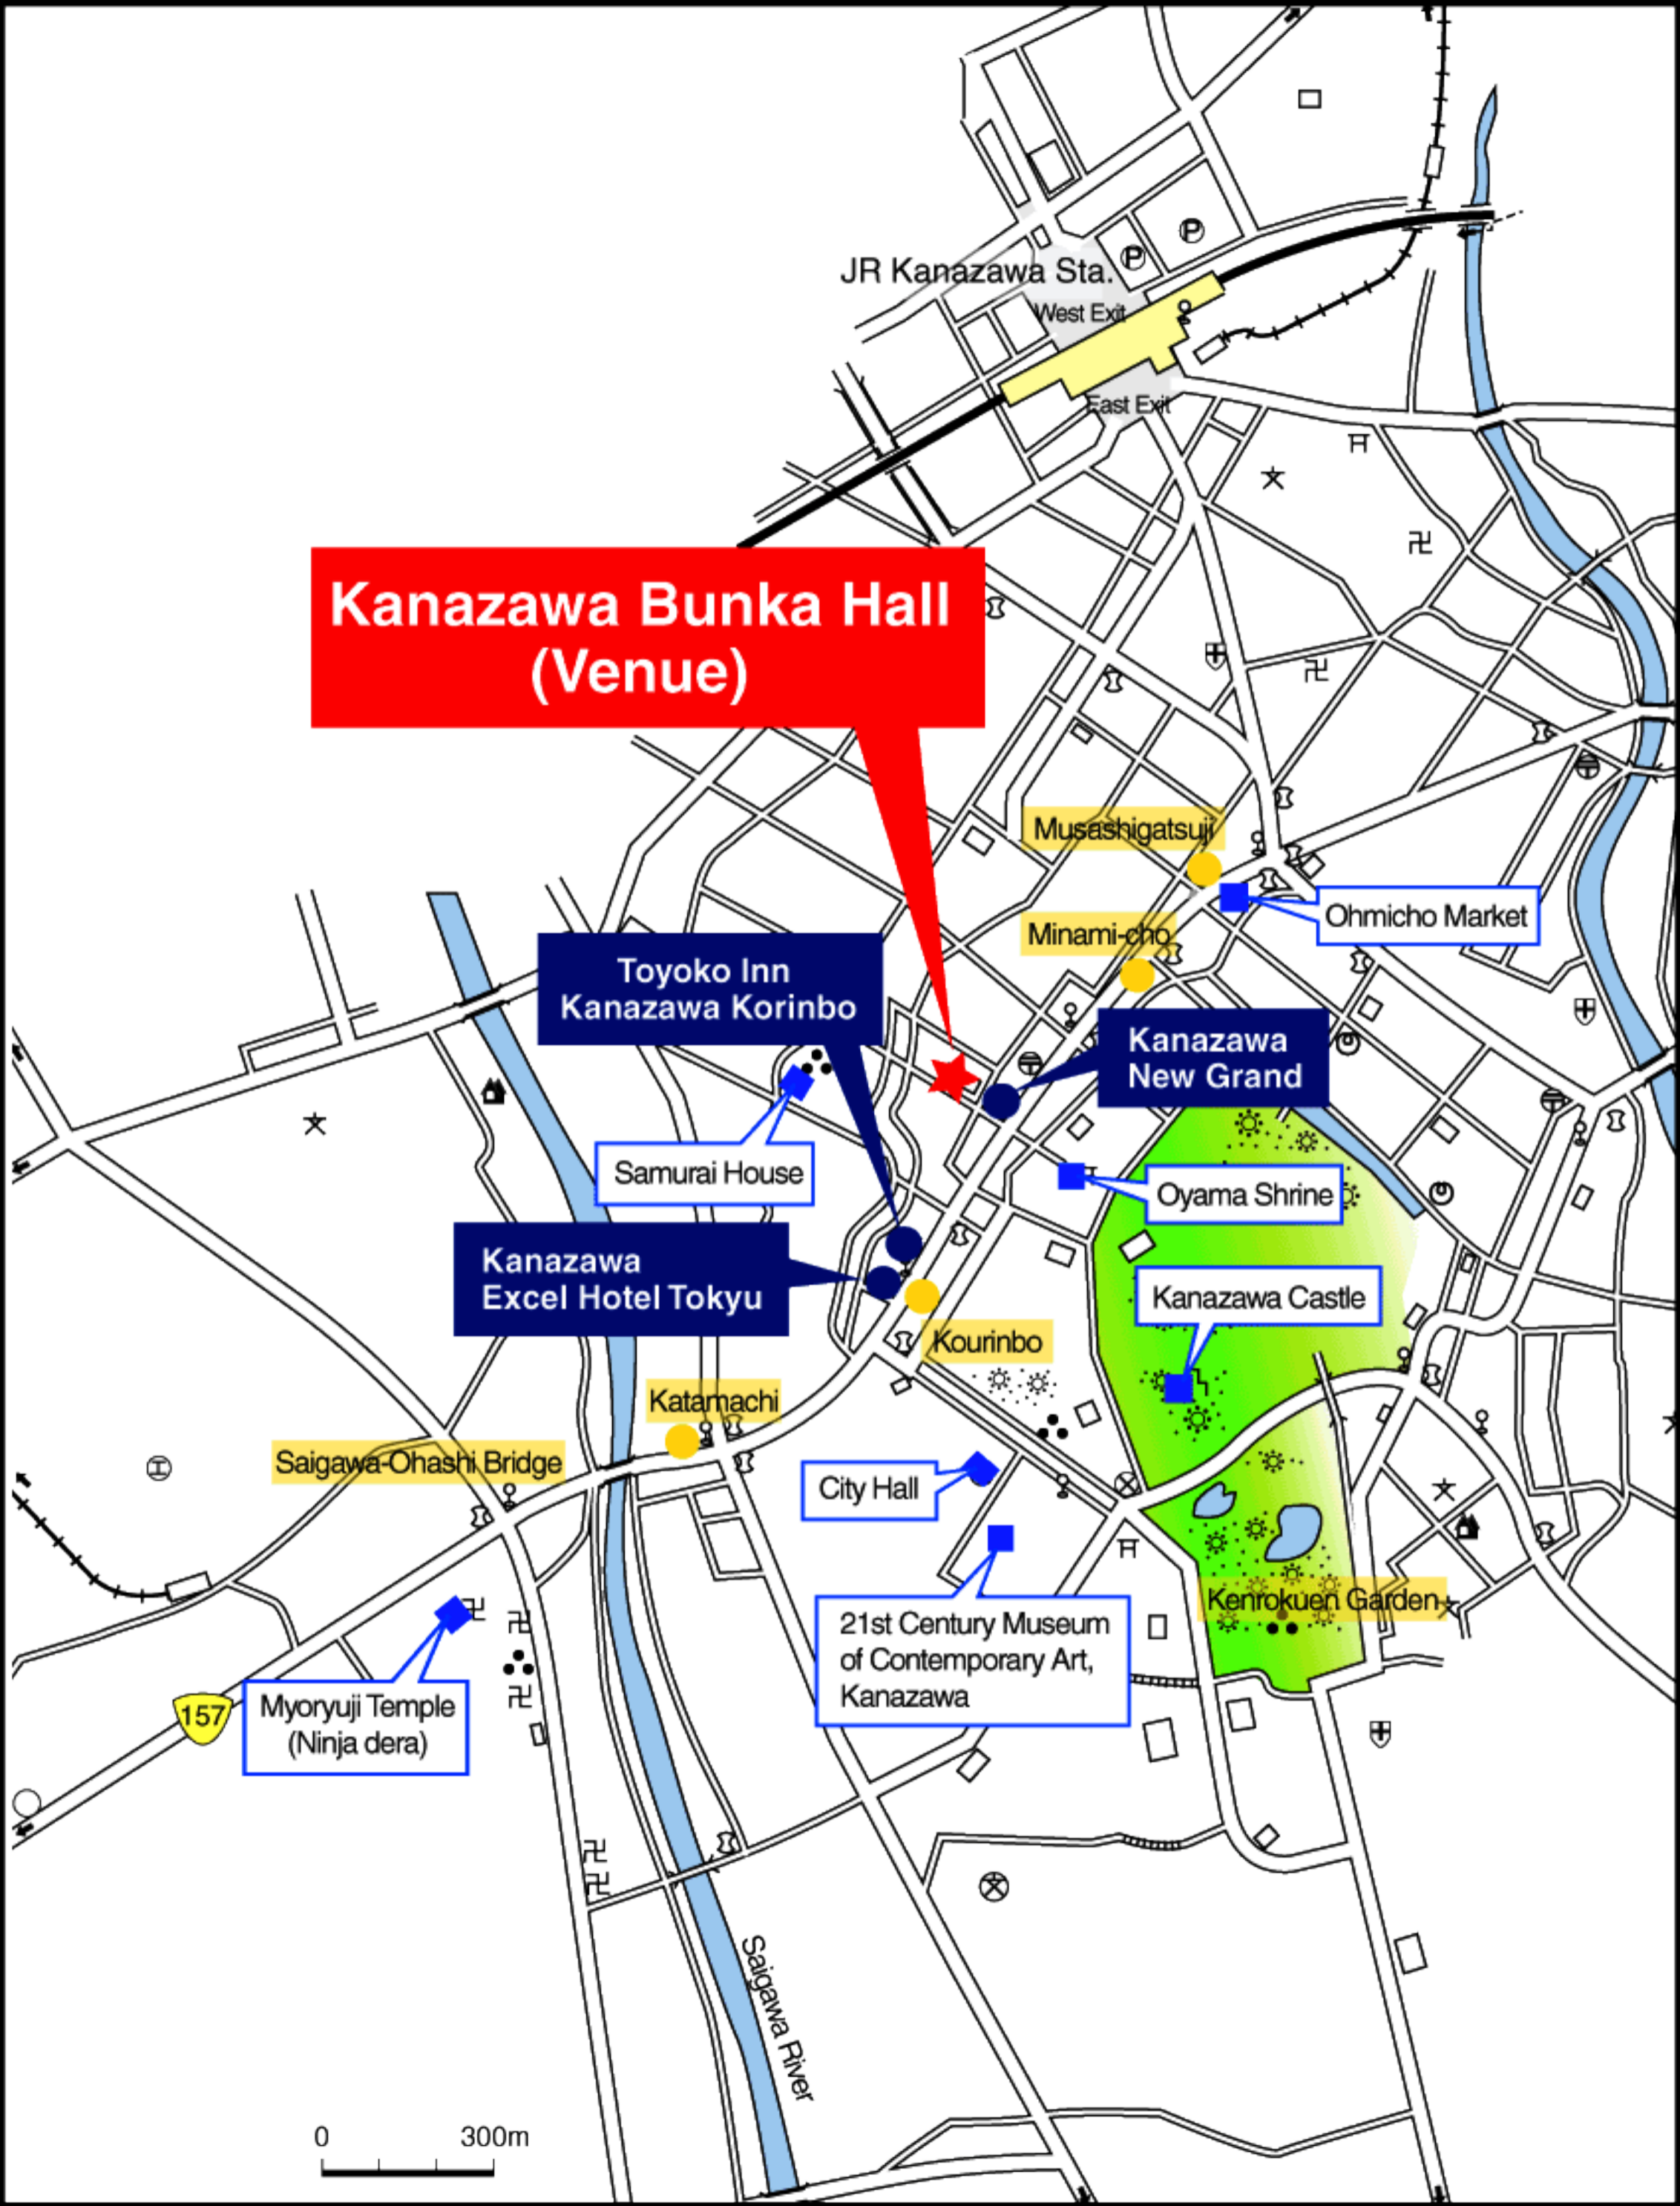 JR Kanazawa Sta.
P
P
West Exit
East Exit
Kanazawa Bunka Hall
(Venue)
Musashigatsuji
Ohmicho Market
Minami-cho
Toyoko Inn
Kanazawa Korinbo
Kanazawa
New Grand
Samurai House
Oyama Shrine
Kanazawa
Excel Hotel Tokyu
Kanazawa Castle
Kourinbo
Katamachi
Saigawa-Ohashi Bridge
City Hall
21st Century Museum
of Contemporary Art,
Kanazawa
Kenrokuen Garden
157
Myoryuji Temple
(Ninja dera)
Saigawa River
0 300m